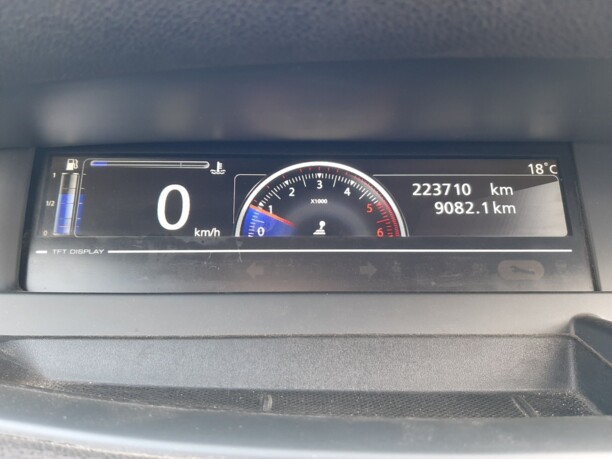 18°C
1
1/2
0
0 km/h
0 1 2 3 4 5 6
X1000
223710 km
9082.1 km
TFT DISPLAY